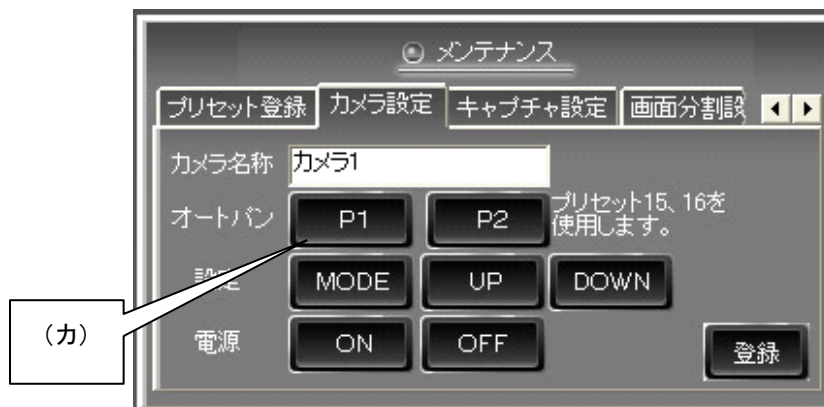 メンテナンス
プリセット登録 カメラ設定 キャプチャ設定 画面分割設
カメラ名称 カメラ1
オートパン P1 P2 プリセット15、16を
使用します。
設定 MODE UP DOWN
(カ)
電源 ON OFF 登録